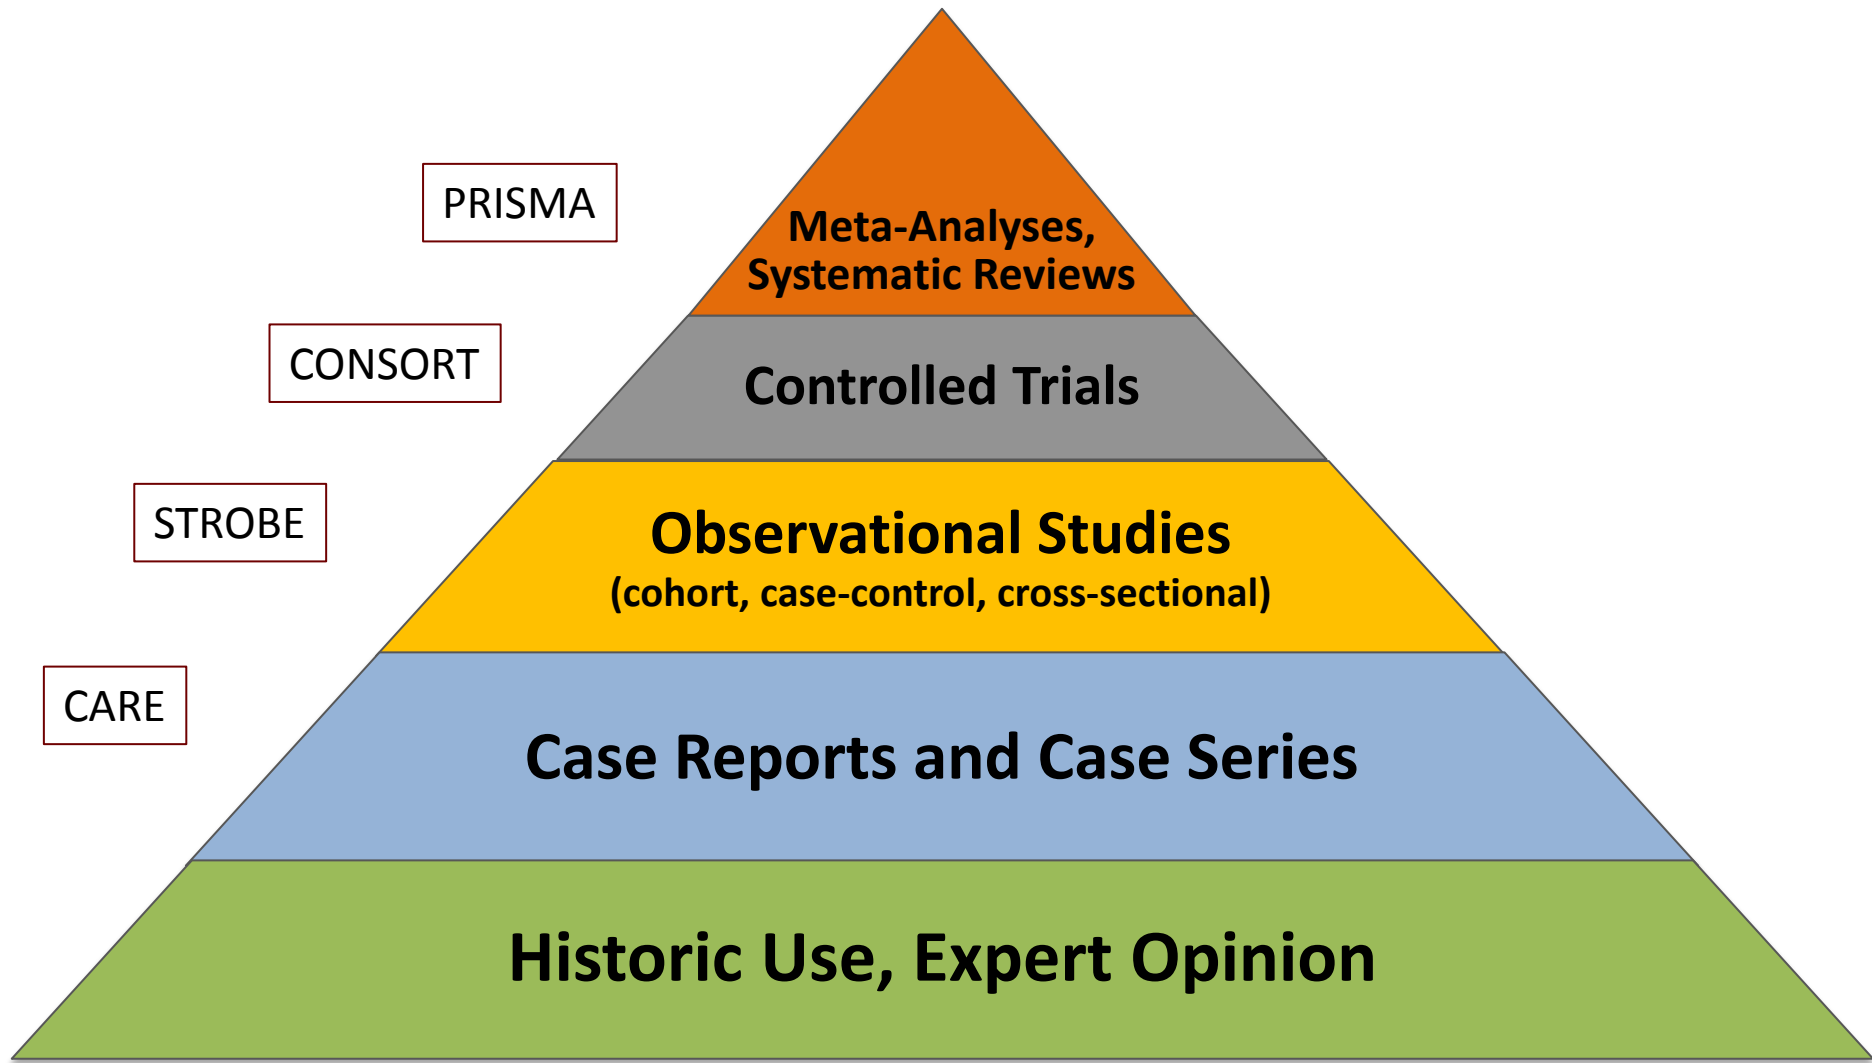 PRISMA
Meta-Analyses,
Systematic Reviews
CONSORT
Controlled Trials
STROBE
Observational Studies
(cohort, case-control, cross-sectional)
CARE
Case Reports and Case Series
Historic Use, Expert Opinion